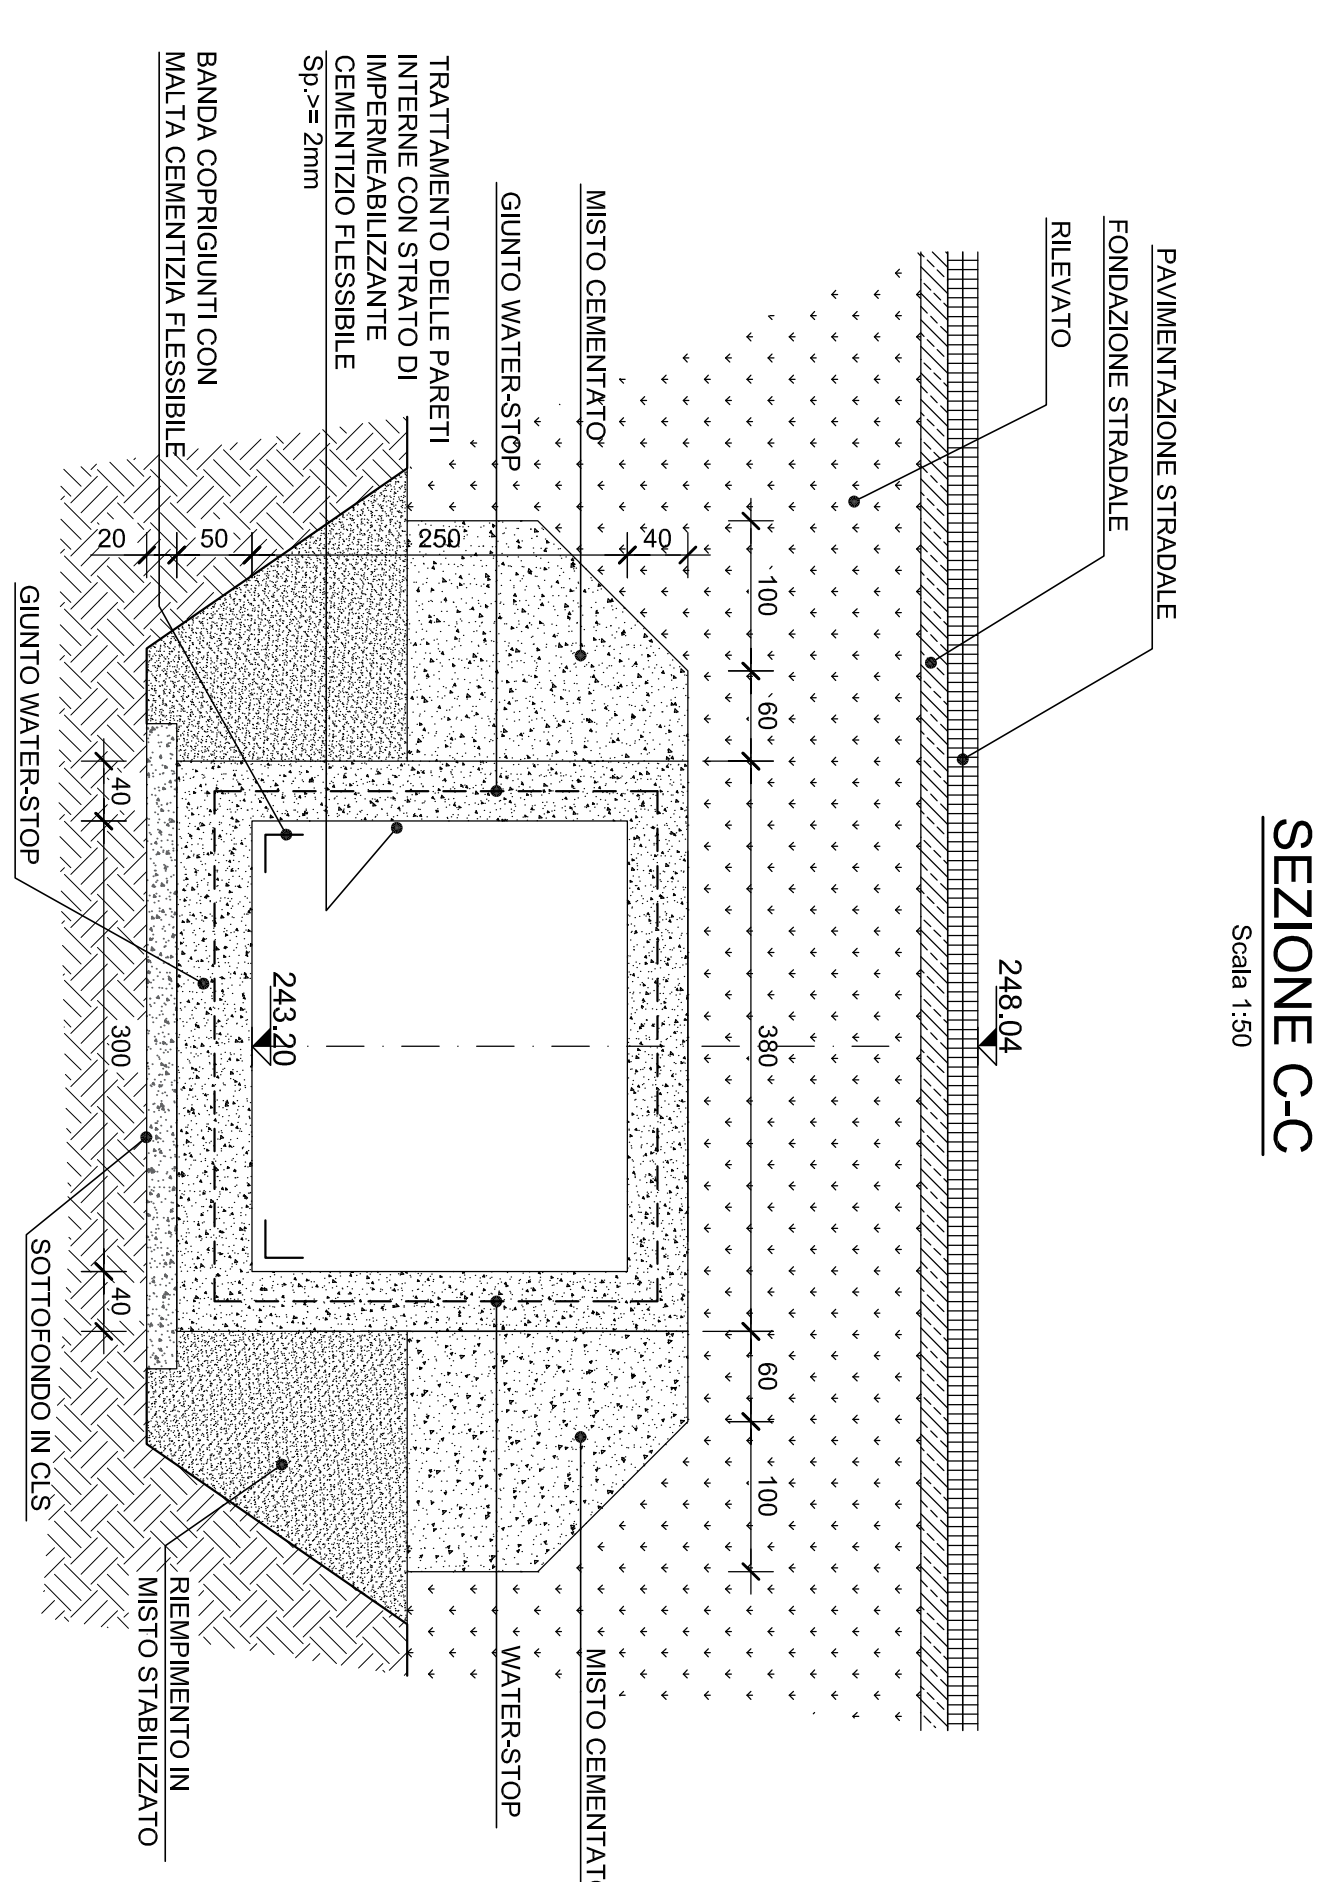 SEZIONE C-C
Scala 1:50
248.04
PAVIMENTAZIONE STRADALE
FONDAZIONE STRADALE
RILEVATO
100
60
380
60
100
MISTO CEMENTATO
GIUNTO WATER-STOP
TRATTAMENTO DELLE PARETI
INTERNE CON STRATO DI
IMPERMEABILIZZANTE
CEMENTIZIO FLESSIBILE
Sp.>= 2mm
BANDA COPRIGIUNTI CON
MALTA CEMENTIZIA FLESSIBILE
40
250
50
20
243.20
MISTO CEMENTATO
WATER-STOP
RIEMPIMENTO IN
MISTO STABILIZZATO
40
300
40
GIUNTO WATER-STOP
SOTTOFONDO IN CLS